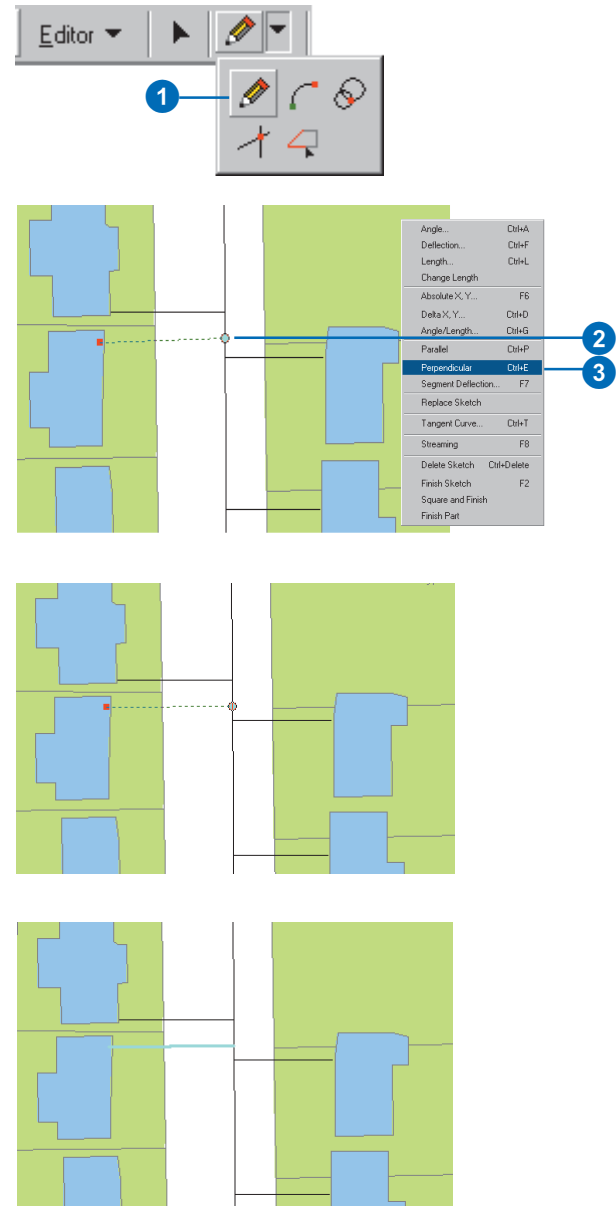 Editor
1
Angle... Ctrl+A
Deflection... Ctrl+F
Length... Ctrl+L
Change Length
Absolute X, Y... F6
Delta X, Y... Ctrl+D
Angle/Length... Ctrl+G
2
Parallel Ctrl+P
Perpendicular Ctrl+E
3
Segment Deflection... F7
Replace Sketch
Tangent Curve... Ctrl+T
Streaming F8
Delete Sketch Ctrl+Delete
Finish Sketch F2
Square and Finish
Finish Part